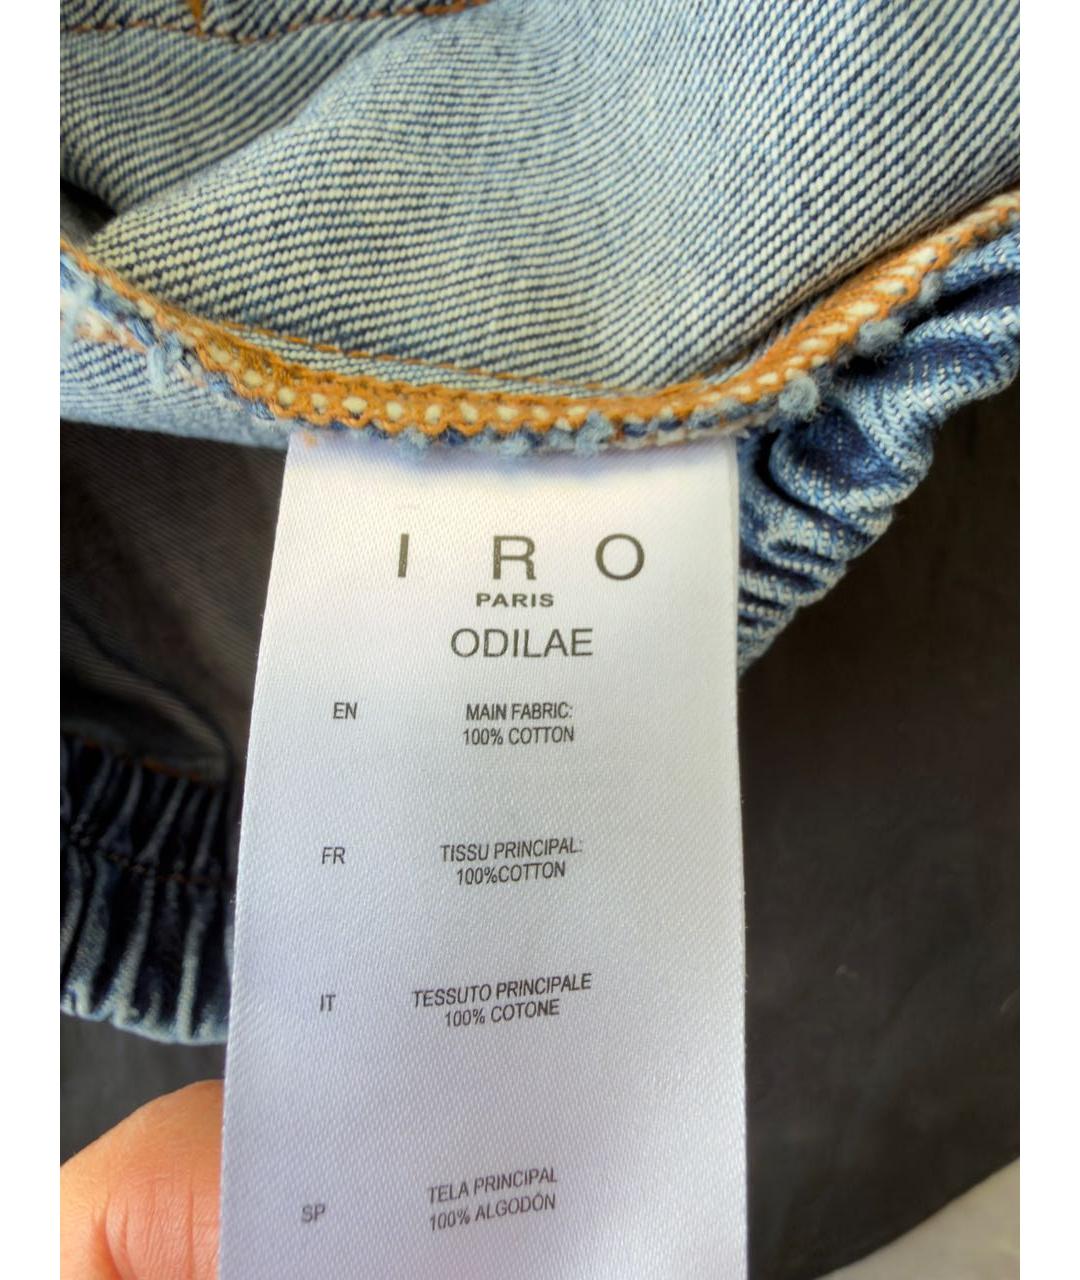 I R O
PARIS
ODILAE
EN
MAIN FABRIC:
100% COTTON
FR
TISSU PRINCIPAL:
100%COTTON
IT
TESSUTO PRINCIPALE
100% COTONE
SP
TELA PRINCIPAL
100% ALGODÓN